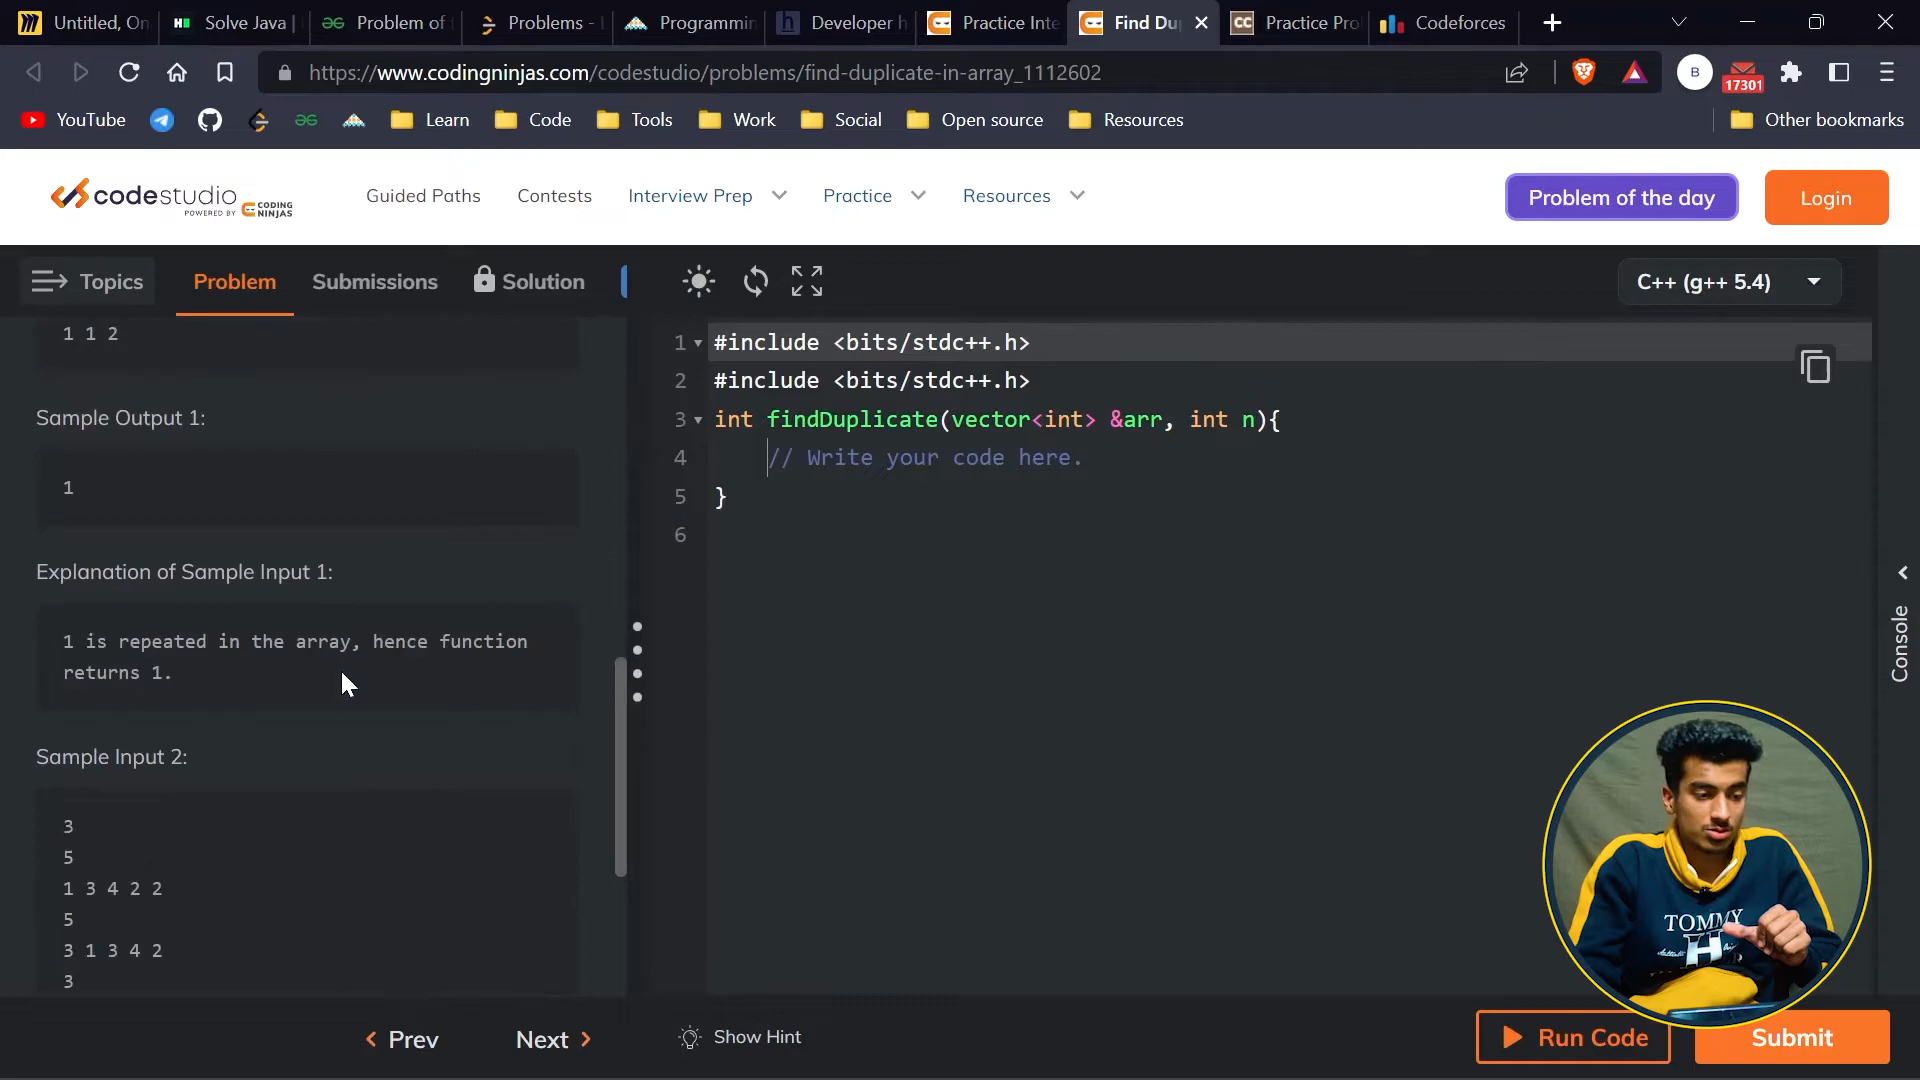 Untitled, On
Solve Java |
Problem of
Problems - L
Programmin
Developer h
Practice Inte
Find Du
Practice Pro
Codeforces
https://www.codingninjas.com/codestudio/problems/find-duplicate-in-array_1112602
B
17301
YouTube
Learn
Code
Tools
Work
Social
Open source
Resources
Other bookmarks
codestudio
POWERED BY CODING NINJAS
Guided Paths
Contests
Interview Prep
Practice
Resources
Problem of the day
Login
Topics
Problem
Submissions
Solution
C++ (g++ 5.4)
1 1 2
Sample Output 1:
1
Explanation of Sample Input 1:
1 is repeated in the array, hence function
returns 1.
Sample Input 2:
3
5
1 3 4 2 2
5
3 1 3 4 2
3
1 #include <bits/stdc++.h>
2 #include <bits/stdc++.h>
3 int findDuplicate(vector<int> &arr, int n){
4 // Write your code here.
5 }
6
Console
TOMMY
H
Prev
Next
Show Hint
Run Code
Submit